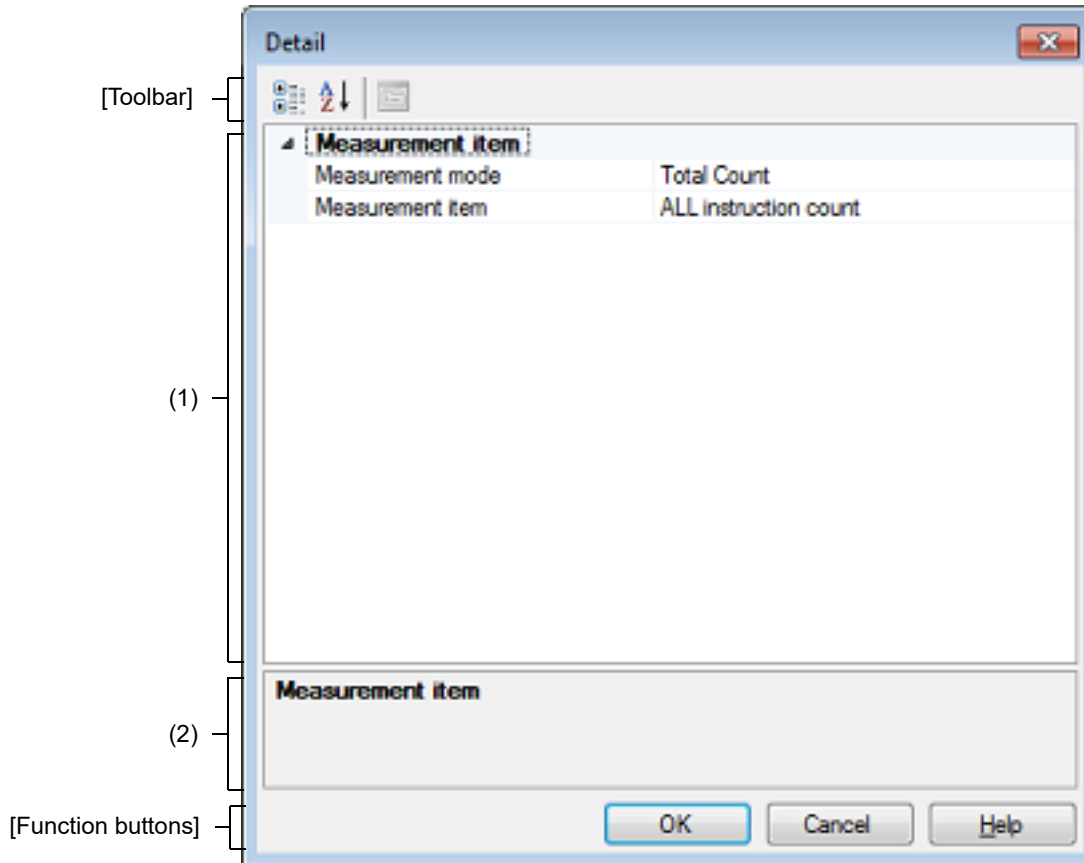 Detail
[Toolbar]
Measurement item
Measurement mode Total Count
Measurement item ALL instruction count
(1)
Measurement item
(2)
[Function buttons]
OK Cancel Help